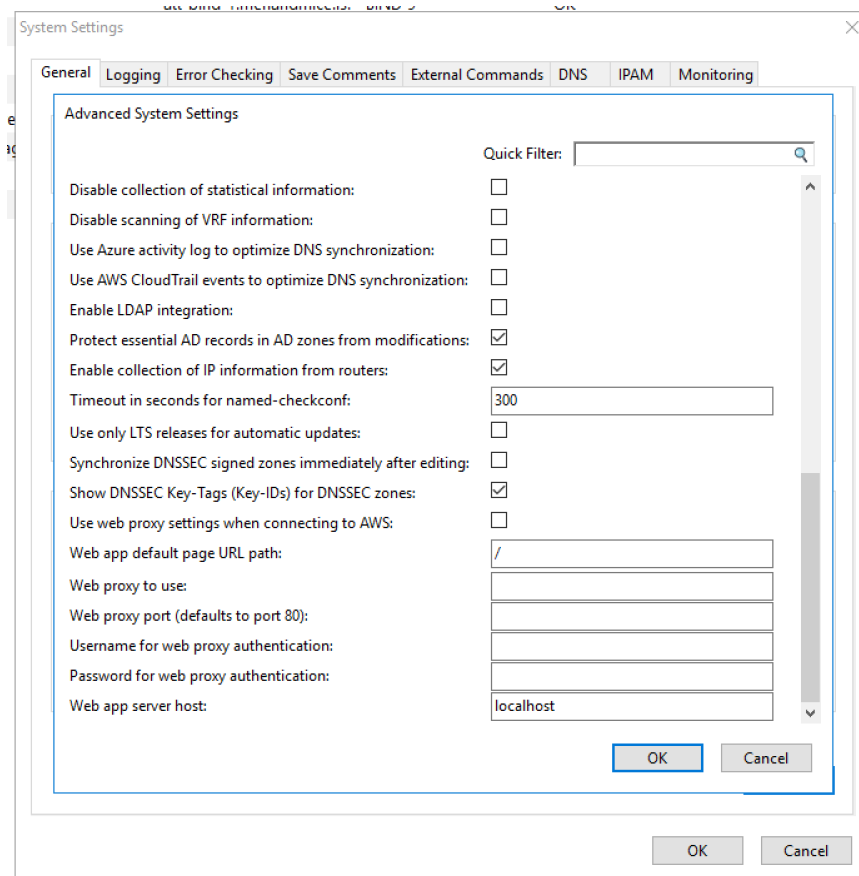 System Settings
General Logging Error Checking Save Comments External Commands DNS IPAM Monitoring
Advanced System Settings
Quick Filter:
Disable collection of statistical information:
Disable scanning of VRF information:
Use Azure activity log to optimize DNS synchronization:
Use AWS CloudTrail events to optimize DNS synchronization:
Enable LDAP integration:
Protect essential AD records in AD zones from modifications:
Enable collection of IP information from routers:
Timeout in seconds for named-checkconf: 300
Use only LTS releases for automatic updates:
Synchronize DNSSEC signed zones immediately after editing:
Show DNSSEC Key-Tags (Key-IDs) for DNSSEC zones:
Use web proxy settings when connecting to AWS:
Web app default page URL path: /
Web proxy to use:
Web proxy port (defaults to port 80):
Username for web proxy authentication:
Password for web proxy authentication:
Web app server host: localhost
OK Cancel
OK Cancel